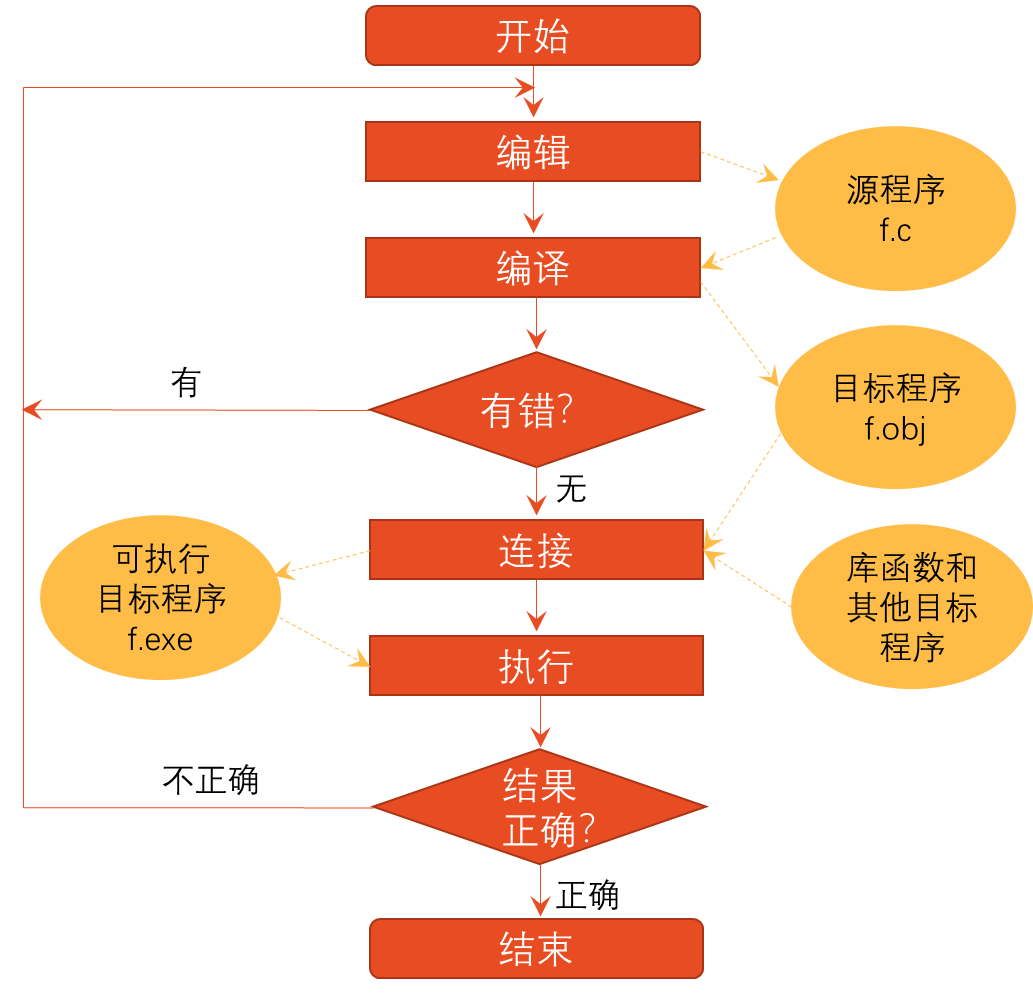 开始
编辑
源程序
f.c
编译
目标程序
f.obj
有
有错?
无
连接
可执行
目标程序
f.exe
库函数和
其他目标
程序
执行
不正确
结果
正确?
正确
结束